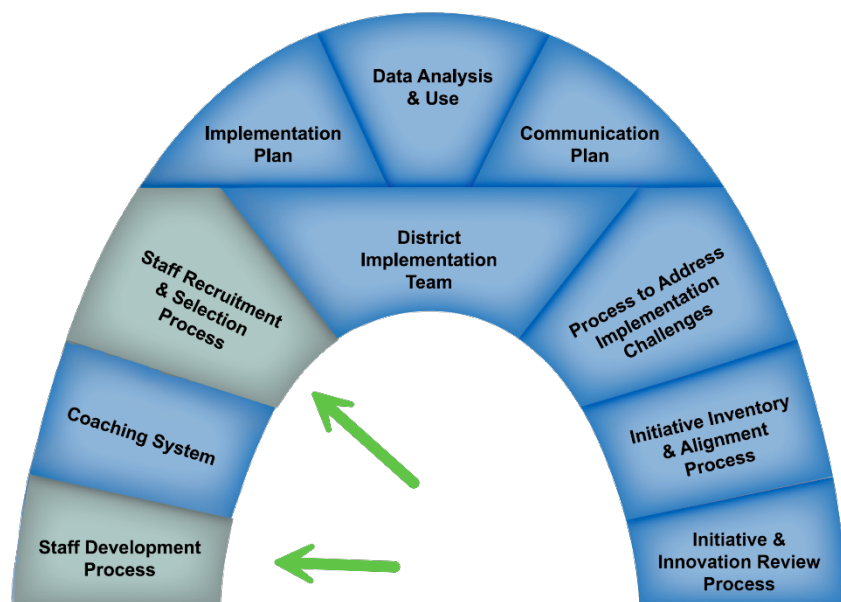 Data Analysis
& Use
Implementation
Plan
Communication
Plan
District
Implementation
Team
Staff Recruitment
& Selection
Process
Process to Address
Implementation
Challenges
Coaching System
Initiative Inventory
& Alignment
Process
Staff Development
Process
Initiative &
Innovation Review
Process